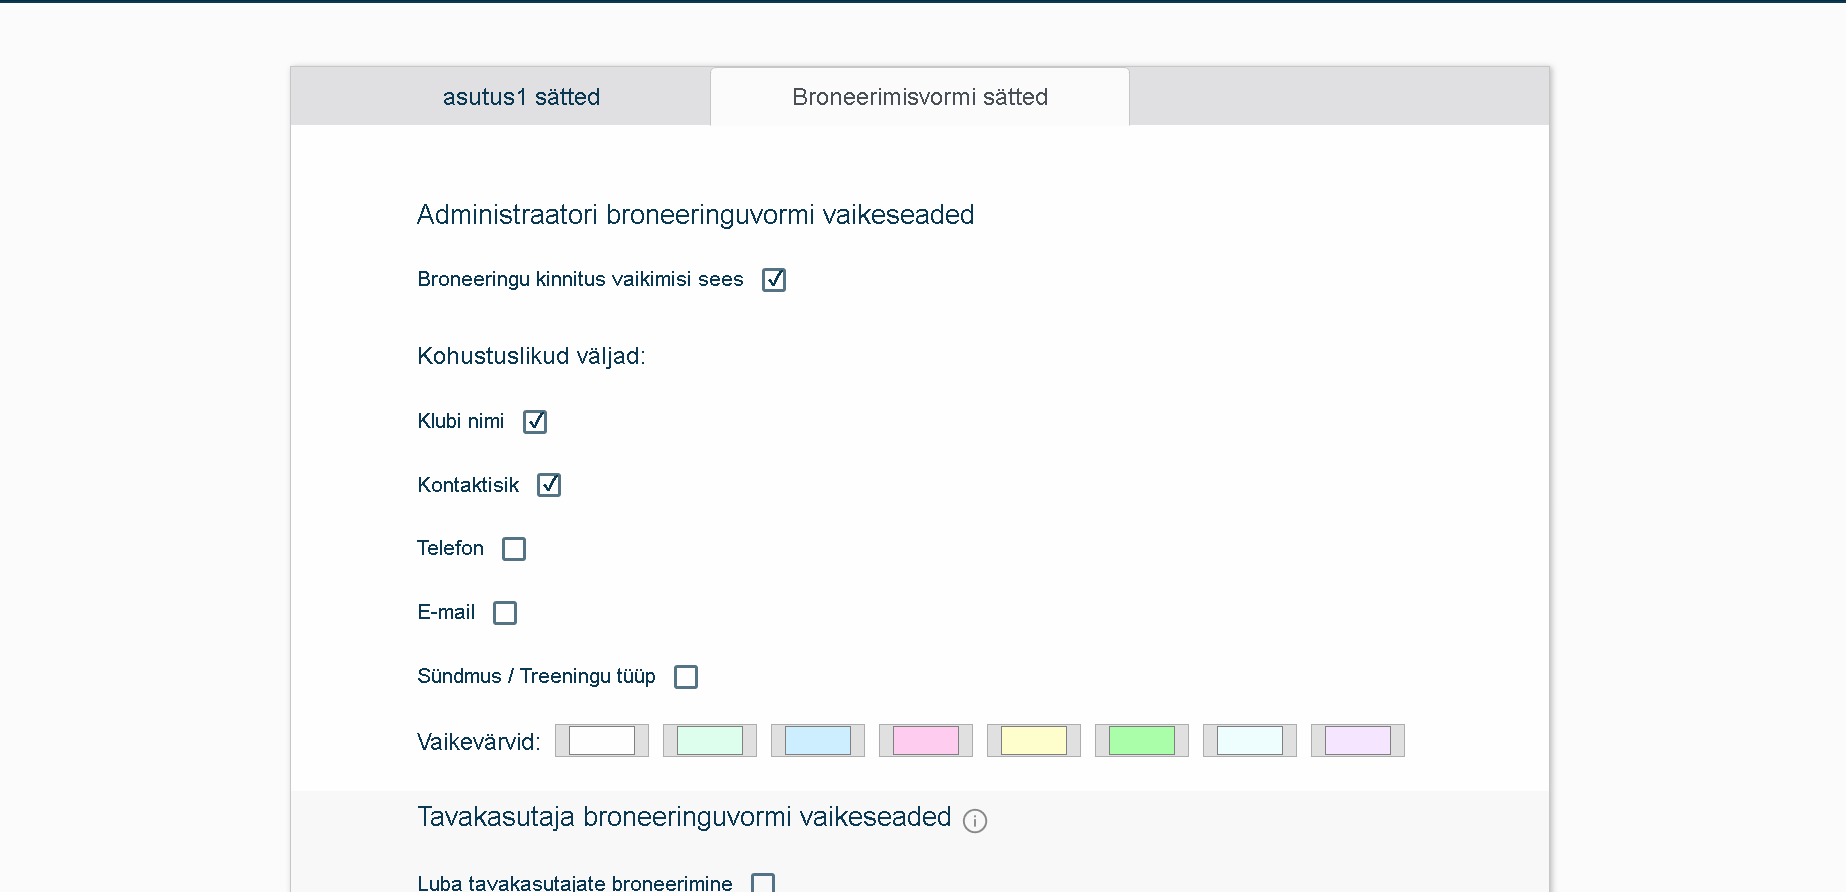 asutus1 sätted
Broneerimisvormi sätted
Administraatori broneeringuvormi vaikeseaded
Broneeringu kinnitus vaikimisi sees
Kohustuslikud väljad:
Klubi nimi
Kontaktisik
Telefon
E-mail
Sündmus / Treeningu tüüp
Vaikevärvid:
Tavakasutaja broneeringuvormi vaikeseaded
Luba tavakasutajate broneerimine